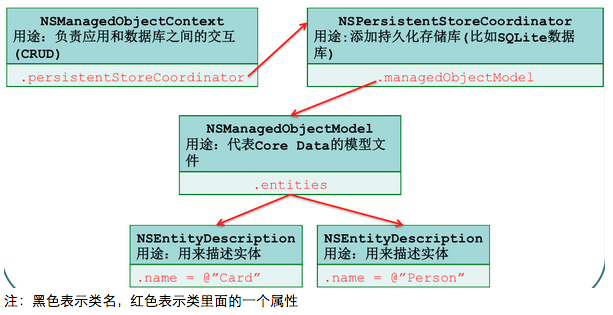 NSManagedObjectContext
用途: 负责应用和数据库之间的交互
(CRUD)
.persistentStoreCoordinator
NSPersistentStoreCoordinator
用途:添加持久化存储库(比如SQLite数据
库)
.managedObjectModel
NSManagedObjectModel
用途: 代表Core Data的模型文
件
.entities
NSEntityDescription
用途: 用来描述实体
.name = @”Card”
NSEntityDescription
用途: 用来描述实体
.name = @”Person”
注: 黑色表示类名, 红色表示类里面的一个属性